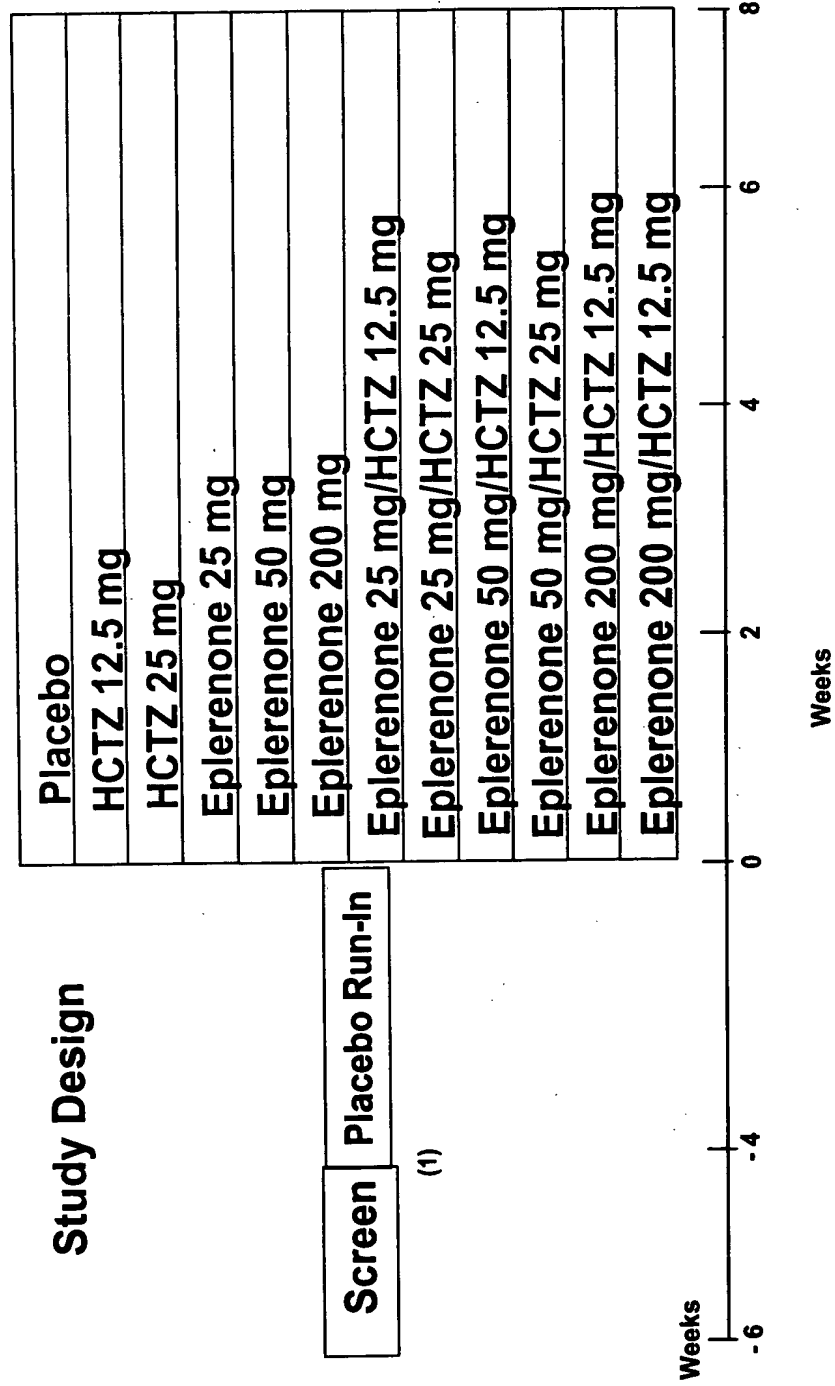 Study Design
Screen
Placebo Run-In
(1)
Placebo
HCTZ 12.5 mg
HCTZ 25 mg
Eplerenone 25 mg
Eplerenone 50 mg
Eplerenone 200 mg
Eplerenone 25 mg/HCTZ 12.5 mg
Eplerenone 25 mg/HCTZ 25 mg
Eplerenone 50 mg/HCTZ 12.5 mg
Eplerenone 50 mg/HCTZ 25 mg
Eplerenone 200 mg/HCTZ 12.5 mg
Eplerenone 200 mg/HCTZ 12.5 mg
Weeks
-6 -4 0 2 4 6 8
Weeks